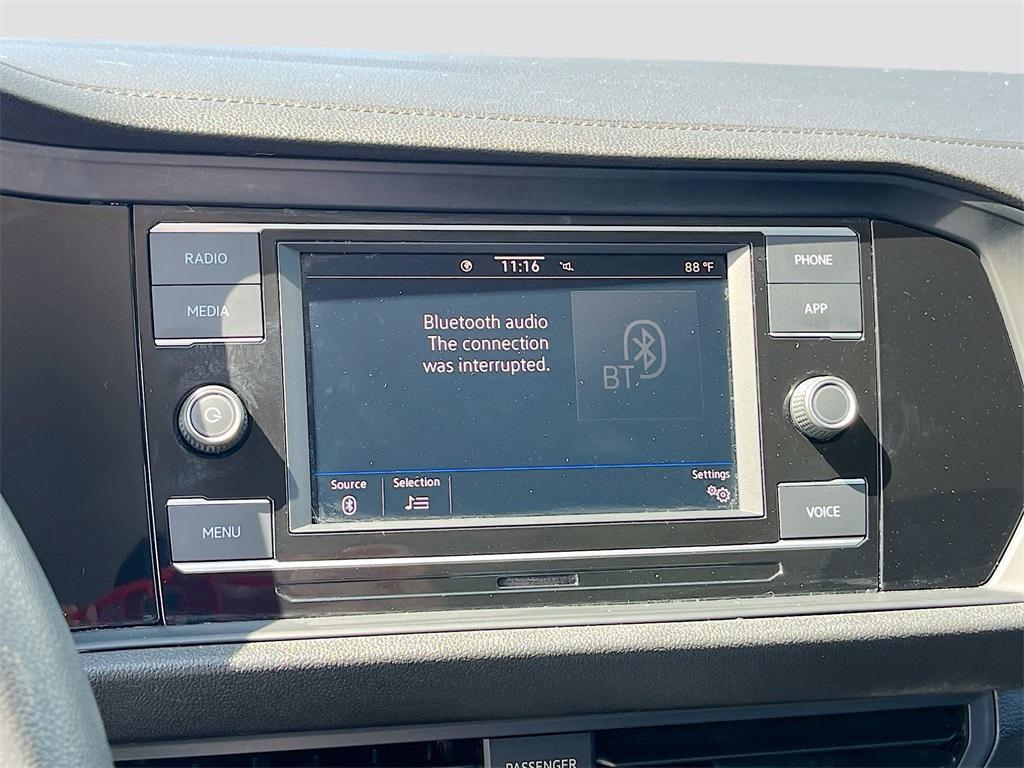 RADIO
MEDIA
11:16
88 °F
Bluetooth audio
The connection
was interrupted.
BT
Source
Selection
Settings
PHONE
APP
MENU
VOICE
PASSENGER